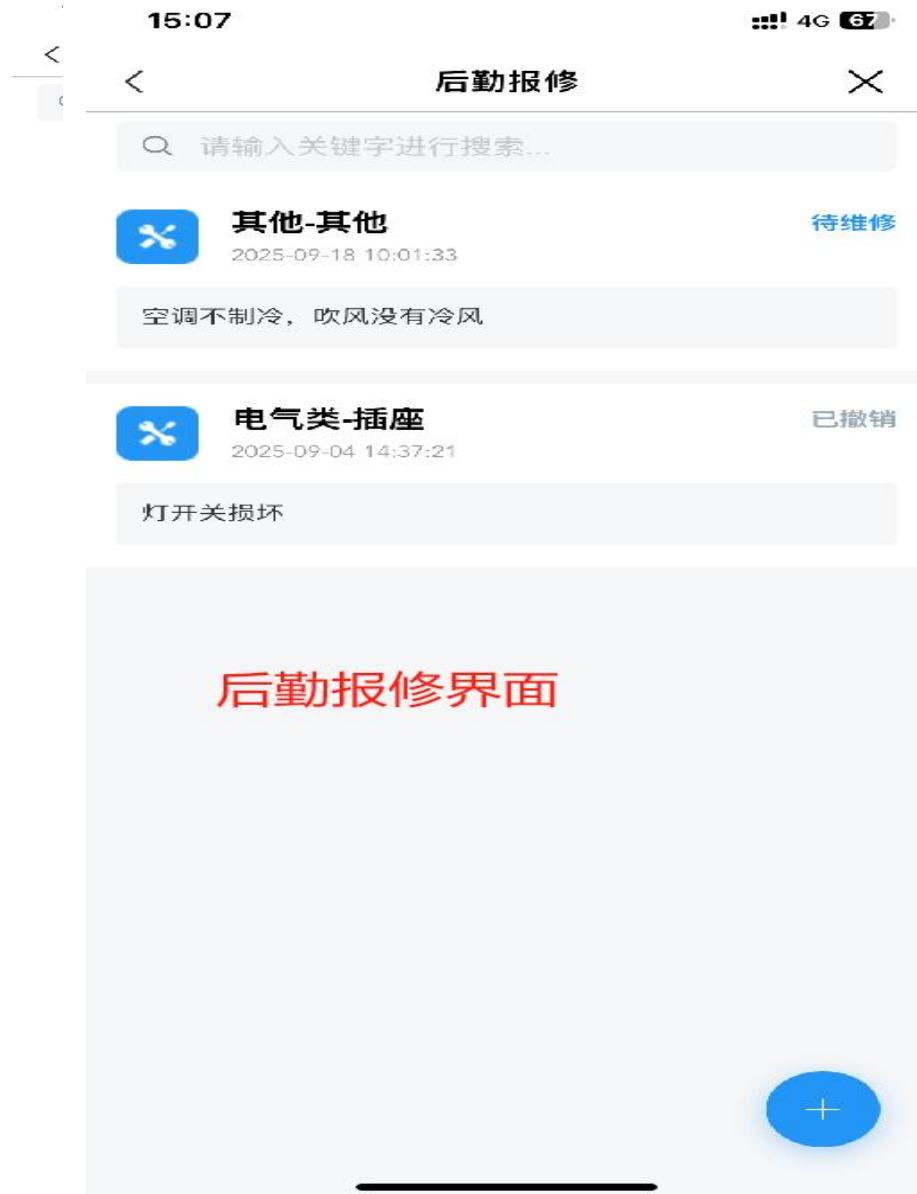 15:07
4G 67
后勤报修
请输入关键字进行搜索...
其他-其他
待维修
2025-09-18 10:01:33
空调不制冷，吹风没有冷风
电气类-插座
已撤销
2025-09-04 14:37:21
灯开关损坏
后勤报修界面